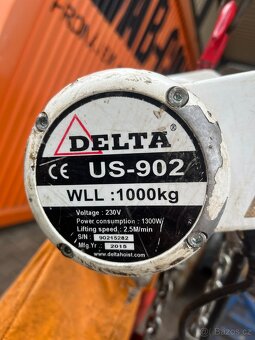 DELTA®
CE US-902
WLL :1000kg
Voltage : 230V
Power consumption : 1300W
Lifting speed : 2.5M/min
S/N : 90215282
Mfg.Yr : 2015
www.deltahoist.com
Bazoš.cz